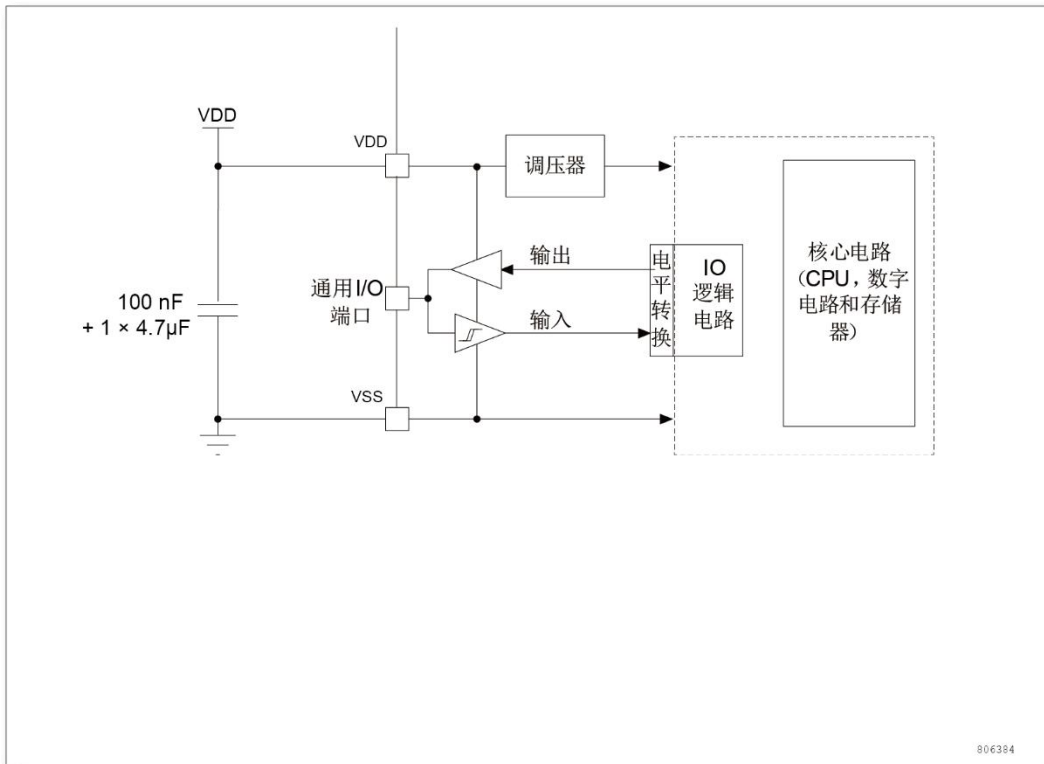 VDD
VDD
调压器
输出
通用I/O
端口
电平转换
IO
逻辑
电路
核心电路
（CPU，数字
电路和存储
器）
100 nF
+ 1 × 4.7μF
输入
VSS
806384